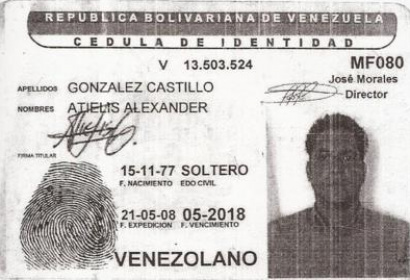 REPUBLICA BOLIVARIANA DE VENEZUELA
CEDULA DE IDENTIDAD
V 13.503.524
MF080
José Morales
Director
APELLIDOS GONZALEZ CASTILLO
NOMBRES ATIELIS ALEXANDER
FIRMA TITULAR
15-11-77 SOLTERO
F. NACIMIENTO EDO CIVIL
21-05-08 05-2018
F. EXPEDICION F. VENCIMIENTO
VENEZOLANO